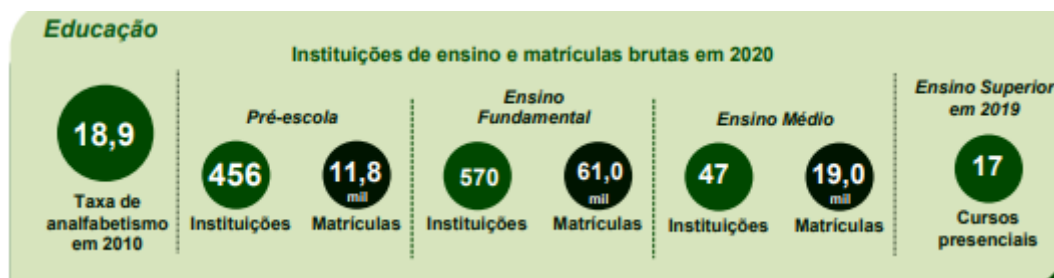 Educação
Instituições de ensino e matrículas brutas em 2020
18,9
Taxa de
analfabetismo
em 2010
Pré-escola
456
Instituições
11,8
mil
Matrículas
Ensino
Fundamental
570
Instituições
61,0
mil
Matrículas
Ensino Médio
47
Instituições
19,0
mil
Matrículas
Ensino Superior
em 2019
17
Cursos
presenciais